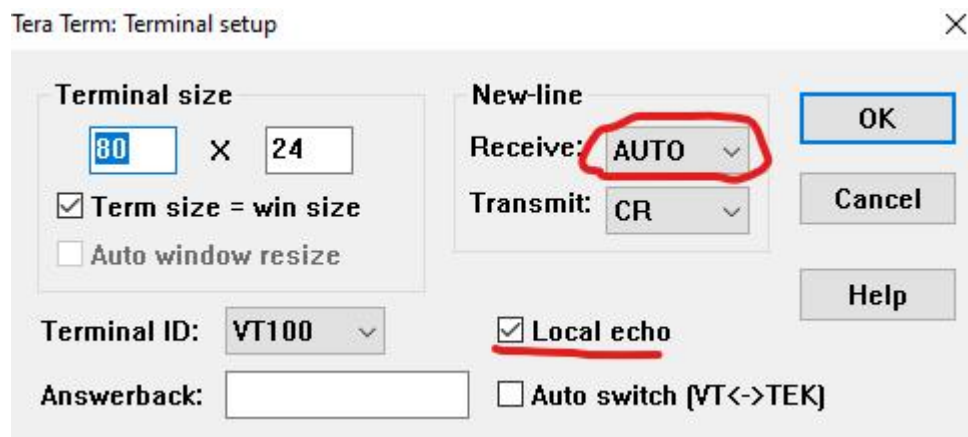 Tera Term: Terminal setup
Terminal size
80 X 24
Term size = win size
Auto window resize
New-line
Receive: AUTO
Transmit: CR
OK
Cancel
Help
Terminal ID: VT100
Local echo
Answerback:
Auto switch (VT<->TEK)